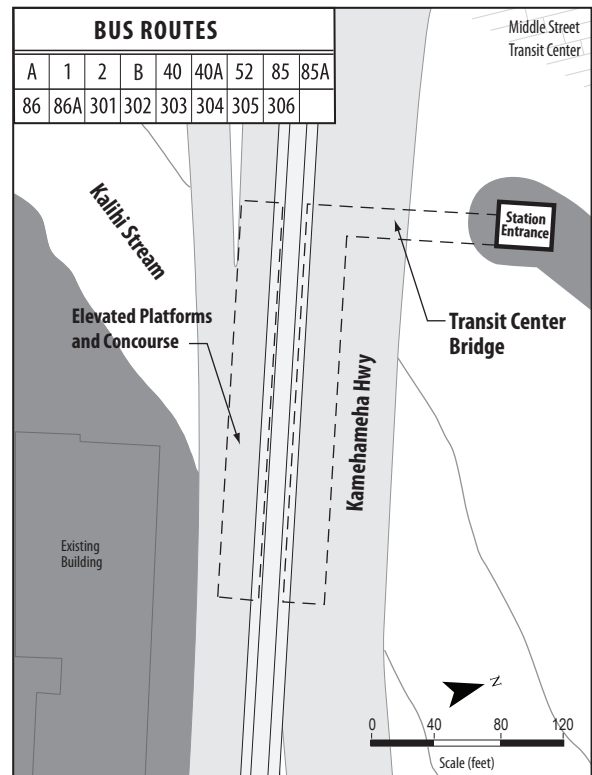 BUS ROUTES
A 1 2 B 40 40A 52 85 85A
86 86A 301 302 303 304 305 306
Middle Street
Transit Center
Kalihi Stream
Station
Entrance
Elevated Platforms
and Concourse
Transit Center
Bridge
Kamehameha Hwy
Existing
Building
N
0 40 80 120
Scale (feet)